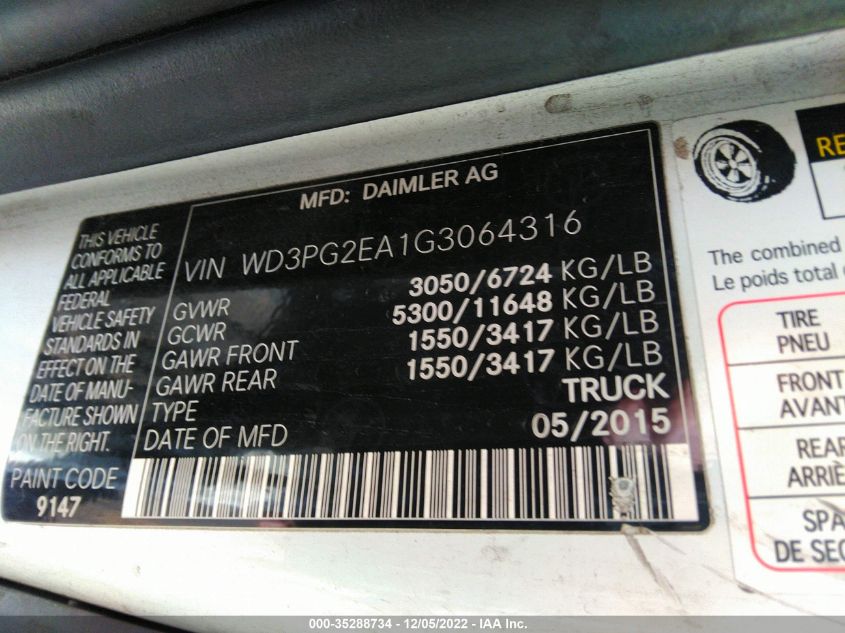 MFD: DAIMLER AG
THIS VEHICLE
CONFORMS TO
ALL APPLICABLE
FEDERAL
VEHICLE SAFETY
STANDARDS IN
EFFECT ON THE
DATE OF MANU-
FACTURE SHOWN
ON THE RIGHT.
PAINT CODE
9147
VIN WD3PG2EA1G3064316
GVWR 3050/6724 KG/LB
GCWR 5300/11648 KG/LB
GAWR FRONT 1550/3417 KG/LB
GAWR REAR 1550/3417 KG/LB
TYPE TRUCK
DATE OF MFD 05/2015
The combined
Le poids total
TIRE
PNEU
FRONT
AVANT
REAR
ARRIÈ
SPA
DE SEC
000-35288734 - 12/05/2022 - IAA Inc.